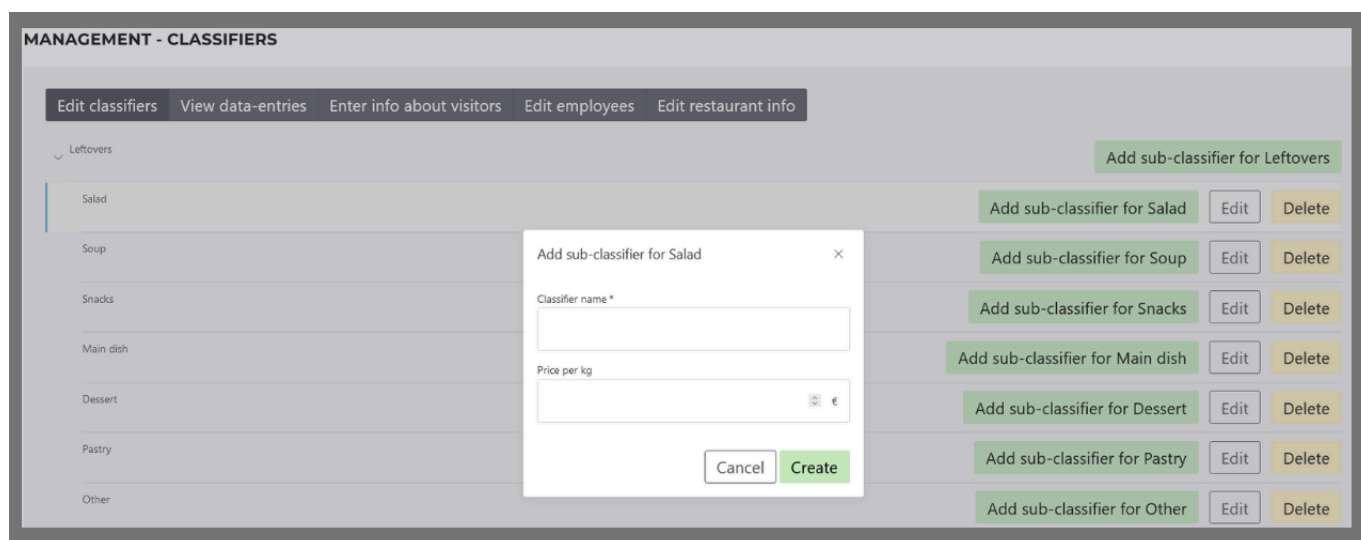 MANAGEMENT - CLASSIFIERS
Edit classifiers View data-entries Enter info about visitors Edit employees Edit restaurant info
Leftovers Add sub-classifier for Leftovers
Salad Add sub-classifier for Salad Edit Delete
Soup Add sub-classifier for Soup Edit Delete
Snacks Add sub-classifier for Snacks Edit Delete
Main dish Add sub-classifier for Main dish Edit Delete
Dessert Add sub-classifier for Dessert Edit Delete
Pastry Add sub-classifier for Pastry Edit Delete
Other Add sub-classifier for Other Edit Delete
Add sub-classifier for Salad ×
Classifier name *
Price per kg
€
Cancel Create